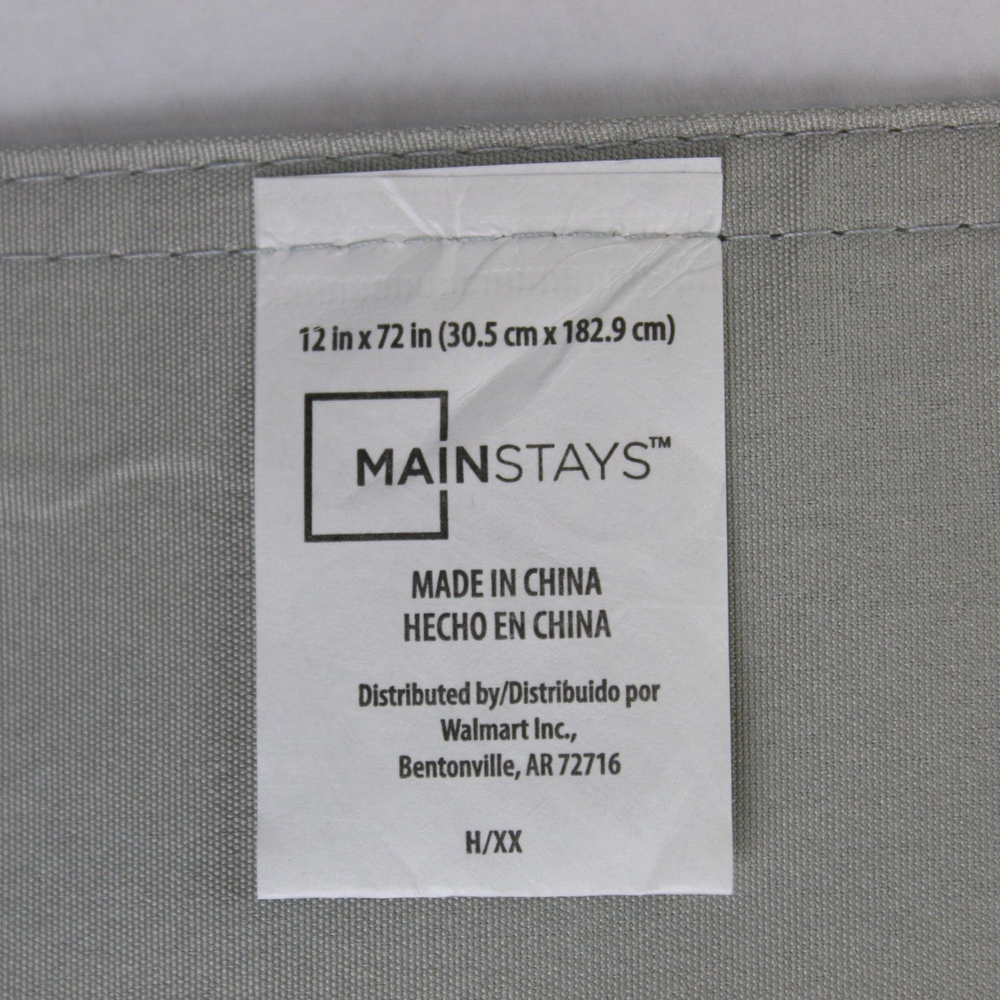 12 in x 72 in (30.5 cm x 182.9 cm)
MAINSTAYS™
MADE IN CHINA
HECHO EN CHINA
Distributed by/Distribuido por
Walmart Inc.,
Bentonville, AR 72716
H/XX